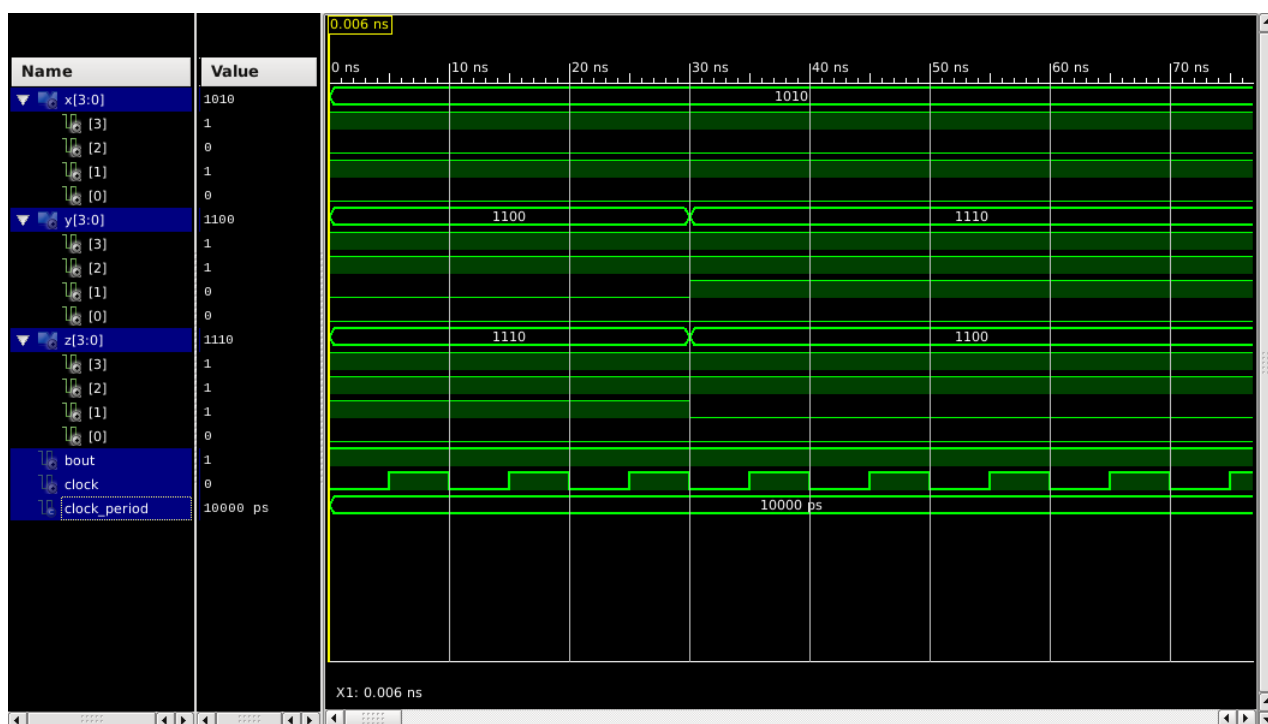 0.006 ns
Name Value 0 ns 10 ns 20 ns 30 ns 40 ns 50 ns 60 ns 70 ns
x[3:0] 1010 1010
[3] 1
[2] 0
[1] 1
[0] 0
y[3:0] 1100 1100 1110
[3] 1
[2] 1
[1] 0
[0] 0
z[3:0] 1110 1110 1100
[3] 1
[2] 1
[1] 1
[0] 0
bout 1
clock 0
clock_period 10000 ps 10000 ps
X1: 0.006 ns